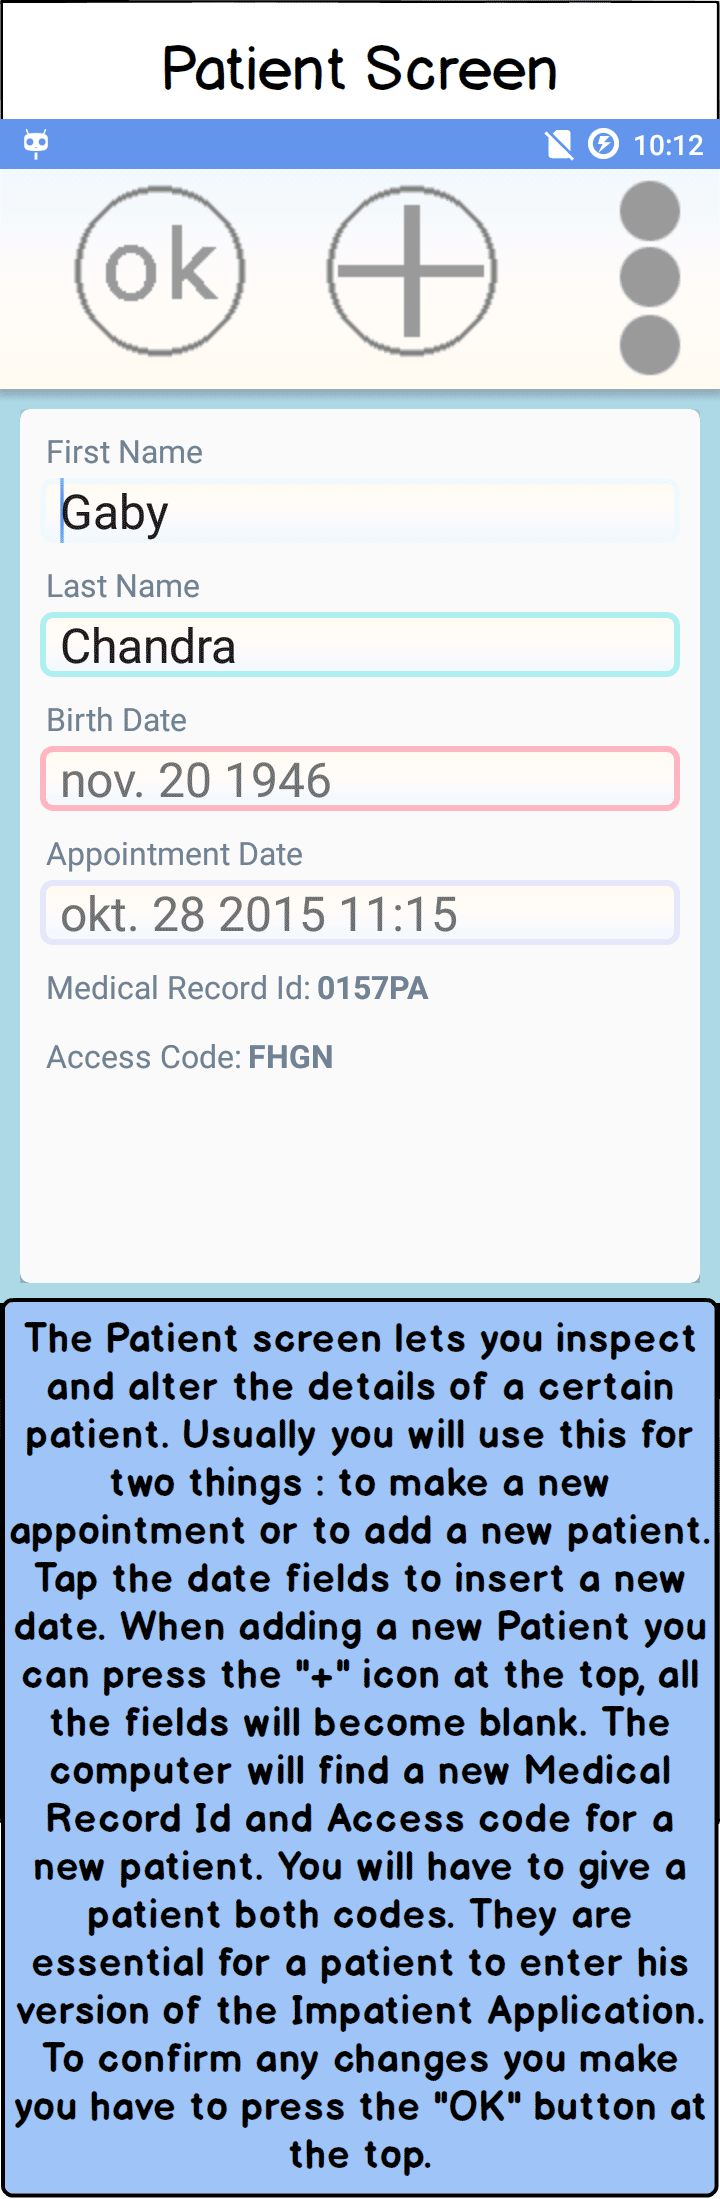 Patient Screen
10:12
ok
First Name
Gaby
Last Name
Chandra
Birth Date
nov. 20 1946
Appointment Date
okt. 28 2015 11:15
Medical Record Id: 0157PA
Access Code: FHGN
The Patient screen lets you inspect
and alter the details of a certain
patient. Usually you will use this for
two things : to make a new
appointment or to add a new patient.
Tap the date fields to insert a new
date. When adding a new Patient you
can press the "+" icon at the top, all
the fields will become blank. The
computer will find a new Medical
Record Id and Access code for a
new patient. You will have to give a
patient both codes. They are
essential for a patient to enter his
version of the Impatient Application.
To confirm any changes you make
you have to press the "OK" button at
the top.